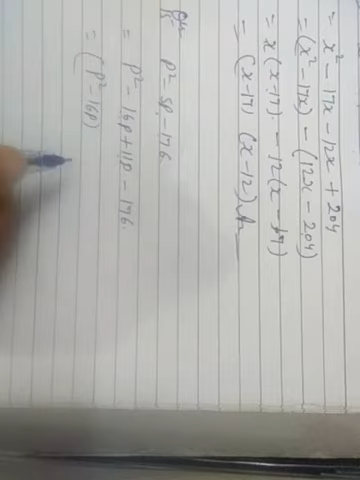 = x² - 17x - 12x + 204
= (x² - 17x) - (12x - 204)
= x (x - 17) - 12 (x - 17)
= (x - 17) (x - 12)
p² - 5p - 176
= p² - 16p + 11p - 176
= (p² - 16p)